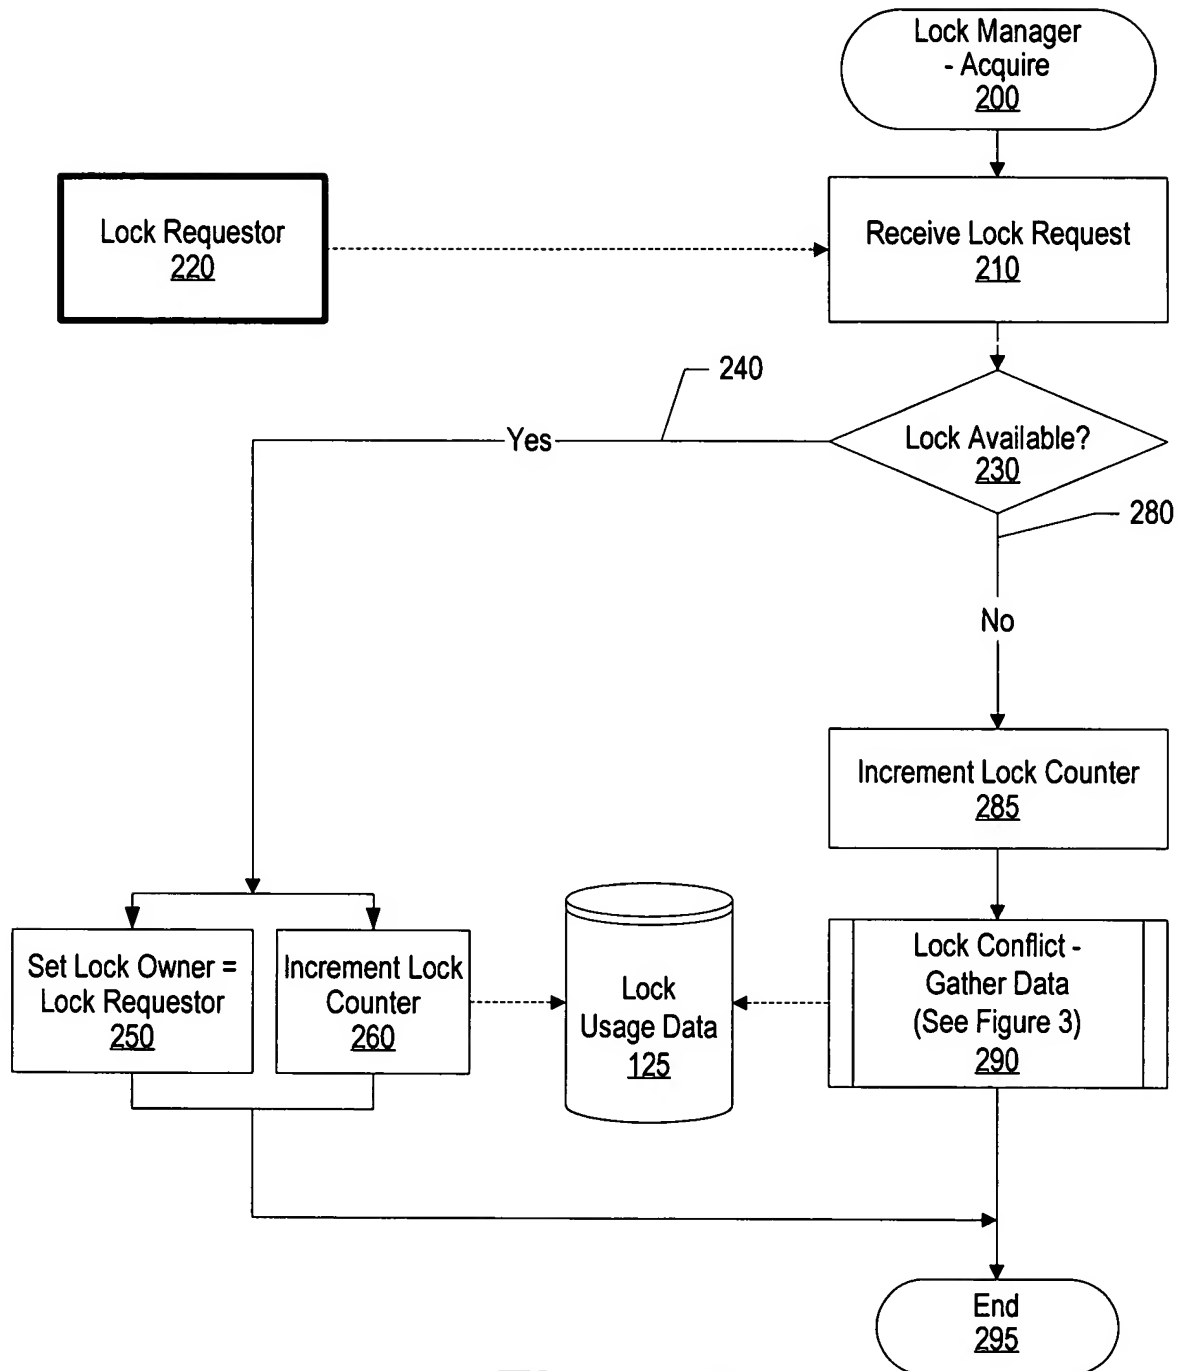 Lock Manager
- Acquire
200
Lock Requestor
220
Receive Lock Request
210
240
Yes
Lock Available?
230
280
No
Increment Lock Counter
285
Set Lock Owner =
Lock Requestor
250
Increment Lock
Counter
260
Lock
Usage Data
125
Lock Conflict -
Gather Data
(See Figure 3)
290
End
295